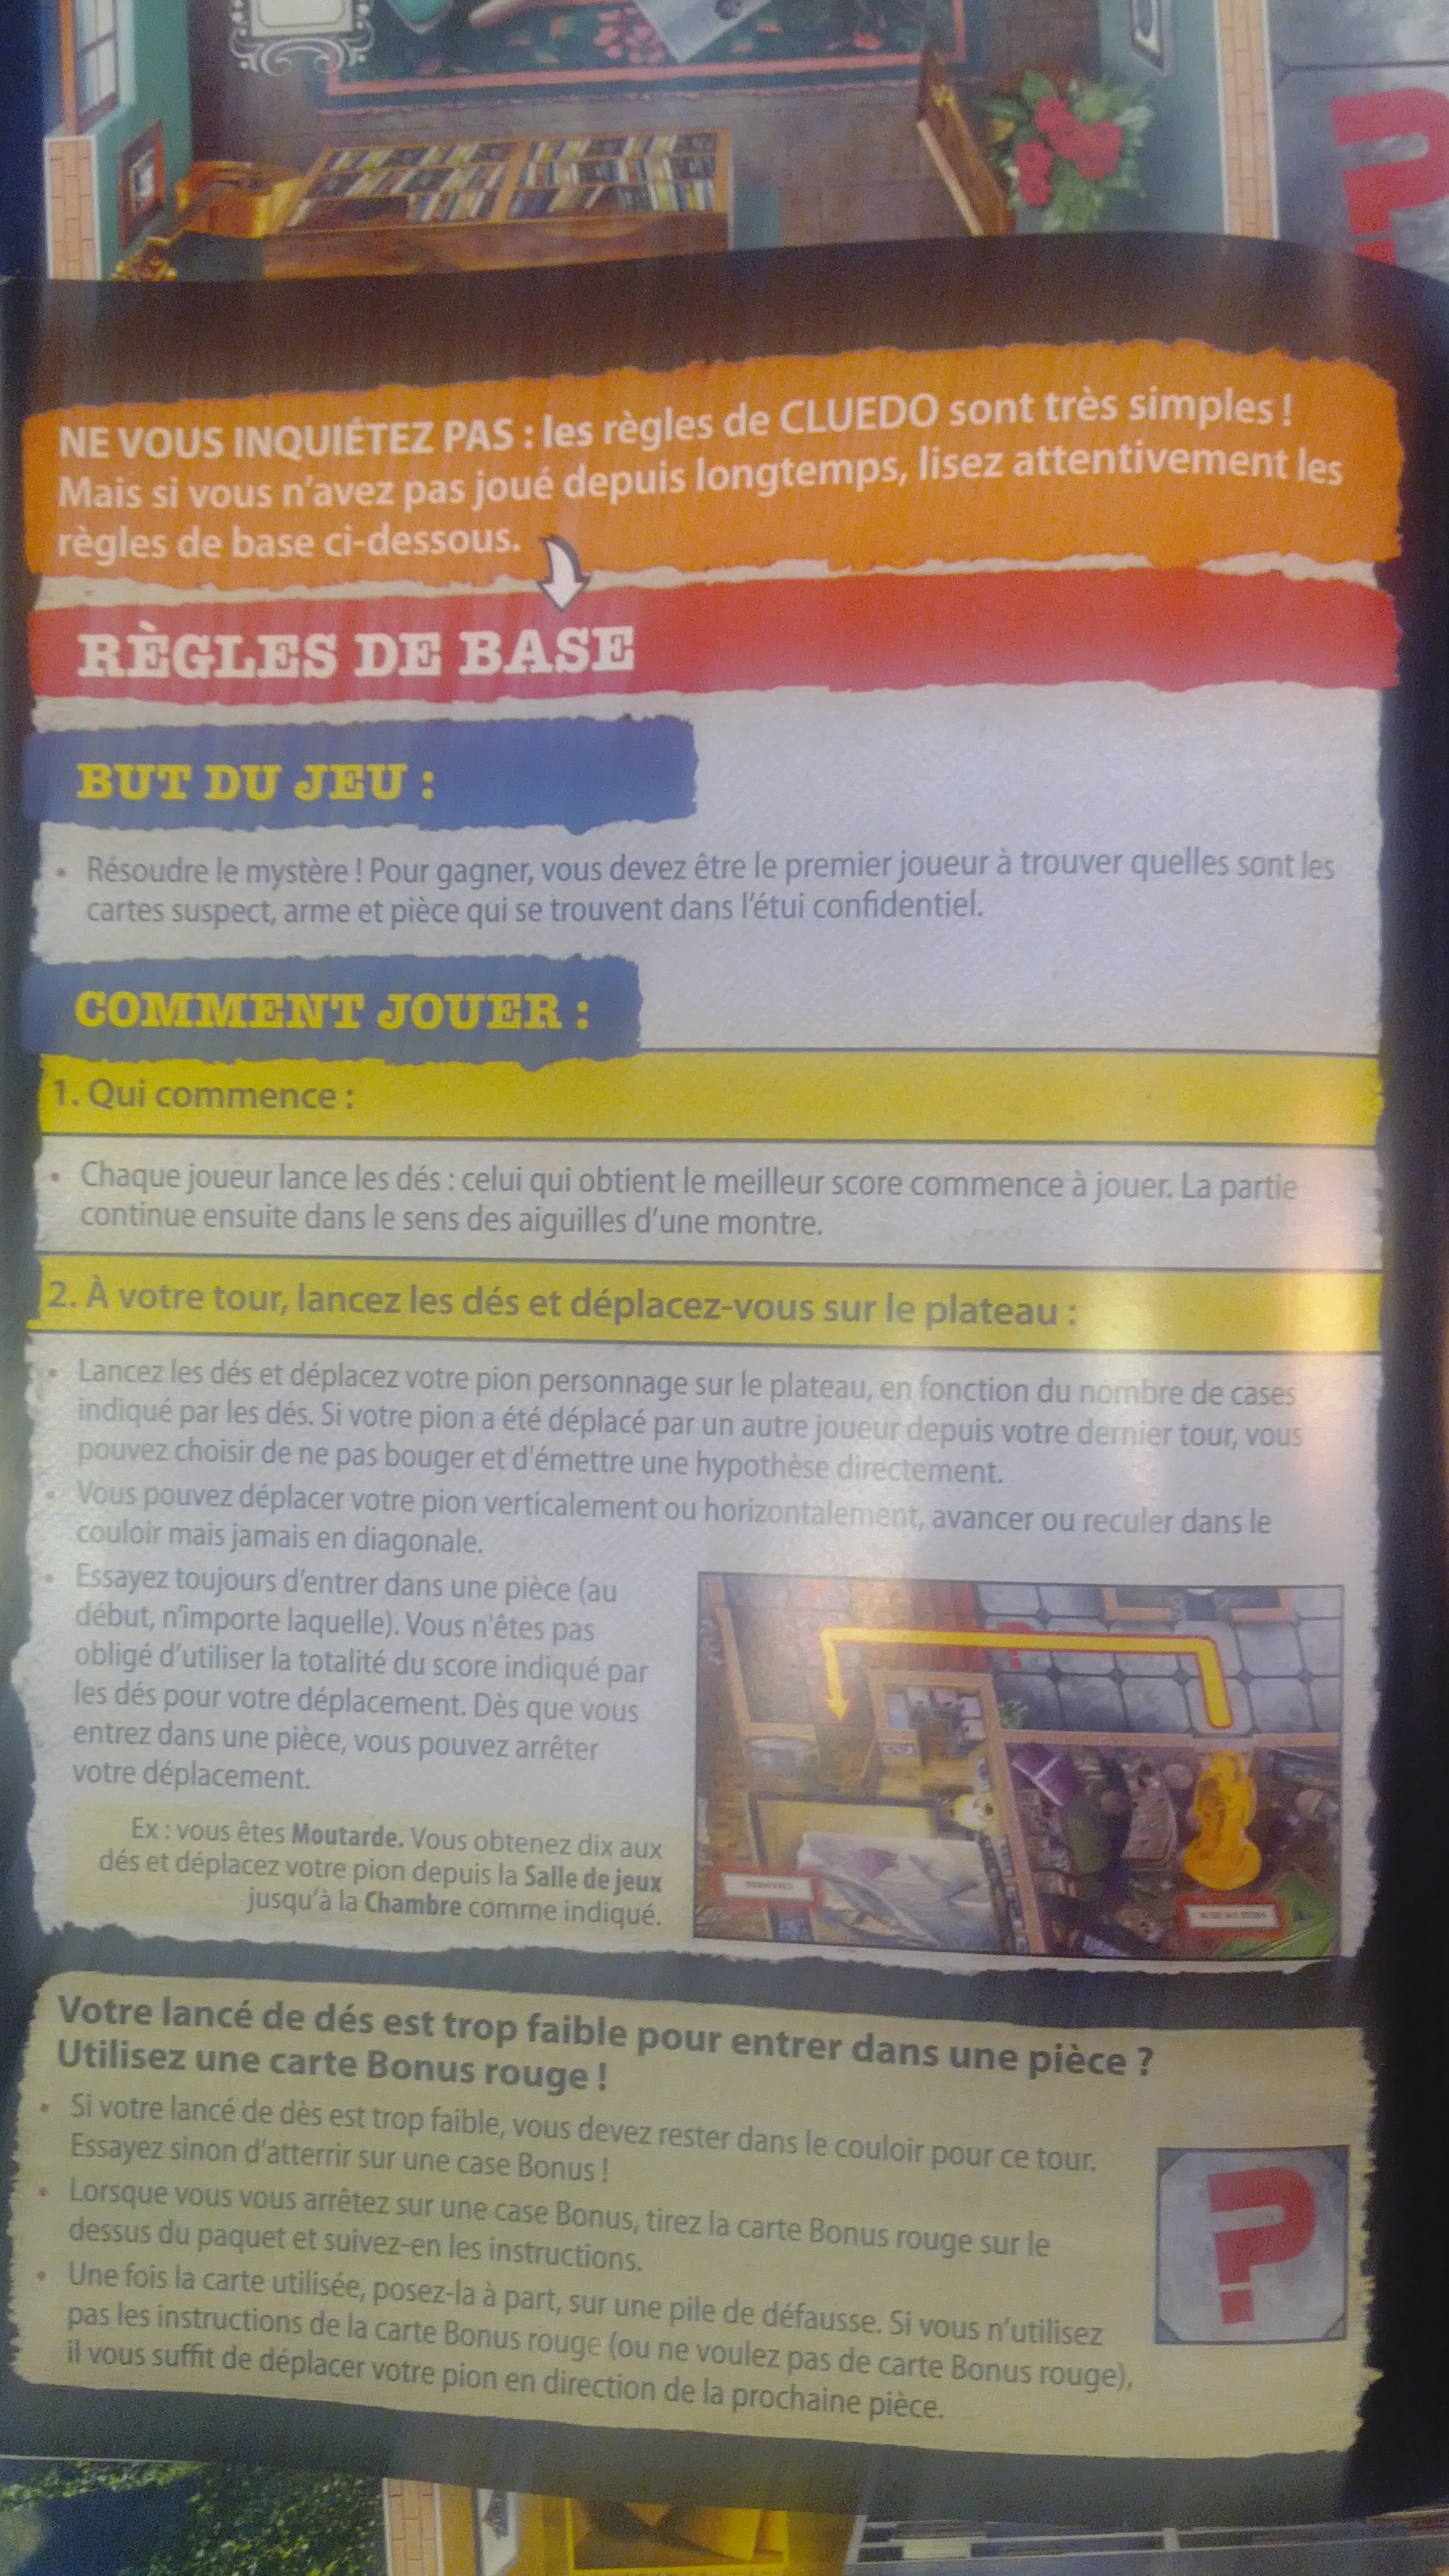 NE VOUS INQUIÉTEZ PAS : les règles de CLUEDO sont très simples !
Mais si vous n'avez pas joué depuis longtemps, lisez attentivement les
règles de base ci-dessous.
RÈGLES DE BASE
BUT DU JEU :
• Résoudre le mystère ! Pour gagner, vous devez être le premier joueur à trouver quelles sont les
cartes suspect, arme et pièce qui se trouvent dans l'étui confidentiel.
COMMENT JOUER :
1. Qui commence :
• Chaque joueur lance les dés : celui qui obtient le meilleur score commence à jouer. La partie
continue ensuite dans le sens des aiguilles d'une montre.
2. À votre tour, lancez les dés et déplacez-vous sur le plateau :
• Lancez les dés et déplacez votre pion personnage sur le plateau, en fonction du nombre de cases
indiqué par les dés. Si votre pion a été déplacé par un autre joueur depuis votre dernier tour, vous
pouvez choisir de ne pas bouger et d'émettre une hypothèse directement.
• Vous pouvez déplacer votre pion verticalement ou horizontalement, avancer ou reculer dans le
couloir mais jamais en diagonale.
• Essayez toujours d'entrer dans une pièce (au
début, n'importe laquelle). Vous n'êtes pas
obligé d'utiliser la totalité du score indiqué par
les dés pour votre déplacement. Dès que vous
entrez dans une pièce, vous pouvez arrêter
votre déplacement.
Ex : vous êtes Moutarde. Vous obtenez dix aux
dés et déplacez votre pion depuis la Salle de jeux
jusqu'à la Chambre comme indiqué.
CHAMBRE
Votre lancé de dés est trop faible pour entrer dans une pièce ?
Utilisez une carte Bonus rouge !
• Si votre lancé de dès est trop faible, vous devez rester dans le couloir pour ce tour.
Essayez sinon d'atterrir sur une case Bonus !
• Lorsque vous vous arrêtez sur une case Bonus, tirez la carte Bonus rouge sur le
dessus du paquet et suivez-en les instructions.
• Une fois la carte utilisée, posez-la à part, sur une pile de défausse. Si vous n'utilisez
pas les instructions de la carte Bonus rouge (ou ne voulez pas de carte Bonus rouge),
il vous suffit de déplacer votre pion en direction de la prochaine pièce.
?